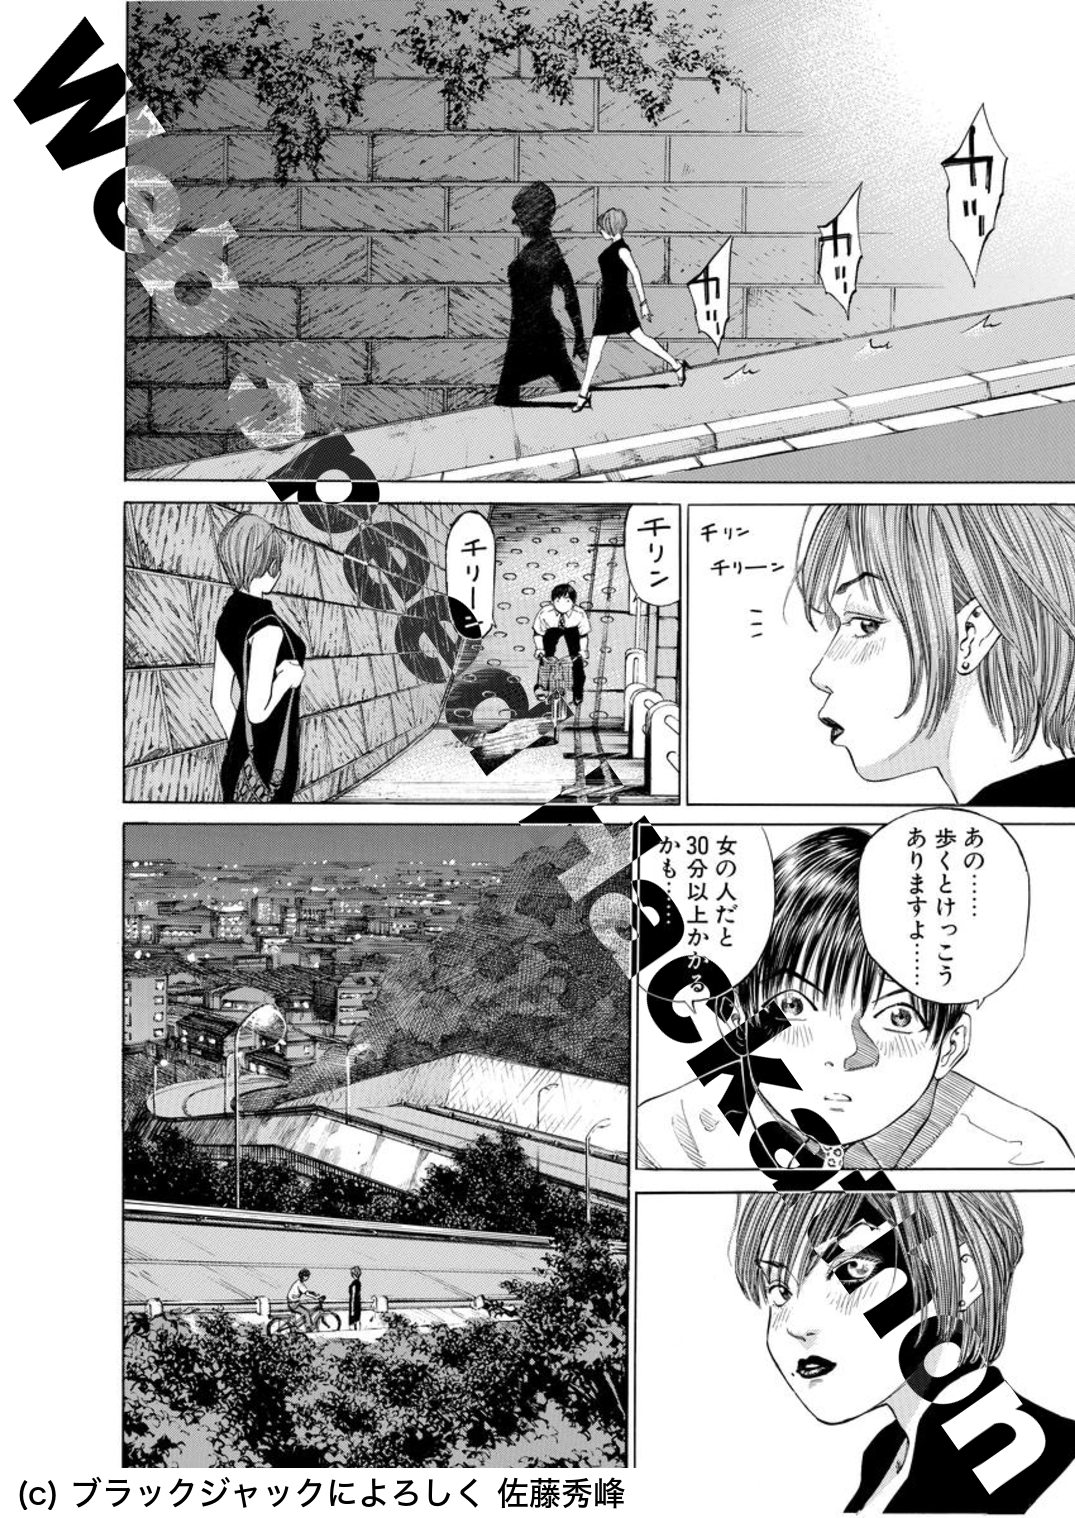 カッ
カッ
カッ
チリン
チリーン
チリン
チリーン
あの……
歩くとけっこう
ありますよ……
女の人だと
30分以上かかる
かも……
(c) ブラックジャックによろしく 佐藤秀峰